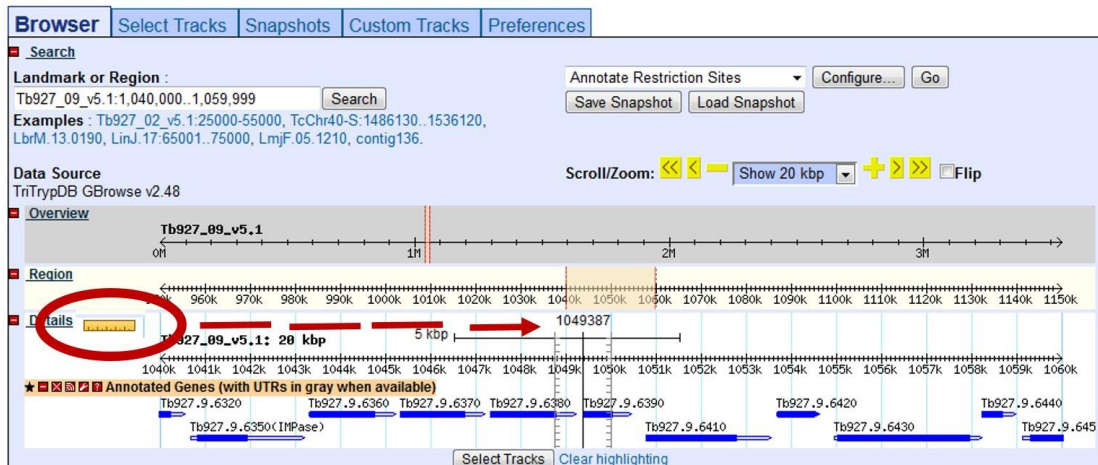 Browser Select Tracks Snapshots Custom Tracks Preferences
Search
Landmark or Region :
Annotate Restriction Sites Configure... Go
Tb927_09_v5.1:1,040,000..1,059,999 Search
Save Snapshot Load Snapshot
Examples : Tb927_02_v5.1:25000-55000, TcChr40-S:1486130..1536120,
LbrM.13.0190, LinJ.17:65001..75000, LmjF.05.1210, contig136.
Data Source
Scroll/Zoom: << < Show 20 kbp > >> Flip
TriTrypDB GBrowse v2.48
Overview
Tb927_09_v5.1
0M 1M 2M 3M
Region
960k 970k 980k 990k 1000k 1010k 1020k 1030k 1040k 1050k 1060k 1070k 1080k 1090k 1100k 1110k 1120k 1130k 1140k 1150k
Details
1049387
5 kbp
Tb927_09_v5.1: 20 kbp
1040k 1041k 1042k 1043k 1044k 1045k 1046k 1047k 1048k 1049k 1050k 1051k 1052k 1053k 1054k 1055k 1056k 1057k 1058k 1059k 1060k
Annotated Genes (with UTRs in gray when available)
Tb927.9.6320 Tb927.9.6360 Tb927.9.6370 Tb927.9.6380 Tb927.9.6390 Tb927.9.6420 Tb927.9.6440
Tb927.9.6350(IMPase) Tb927.9.6410 Tb927.9.6430 Tb927.9.645
Select Tracks Clear highlighting